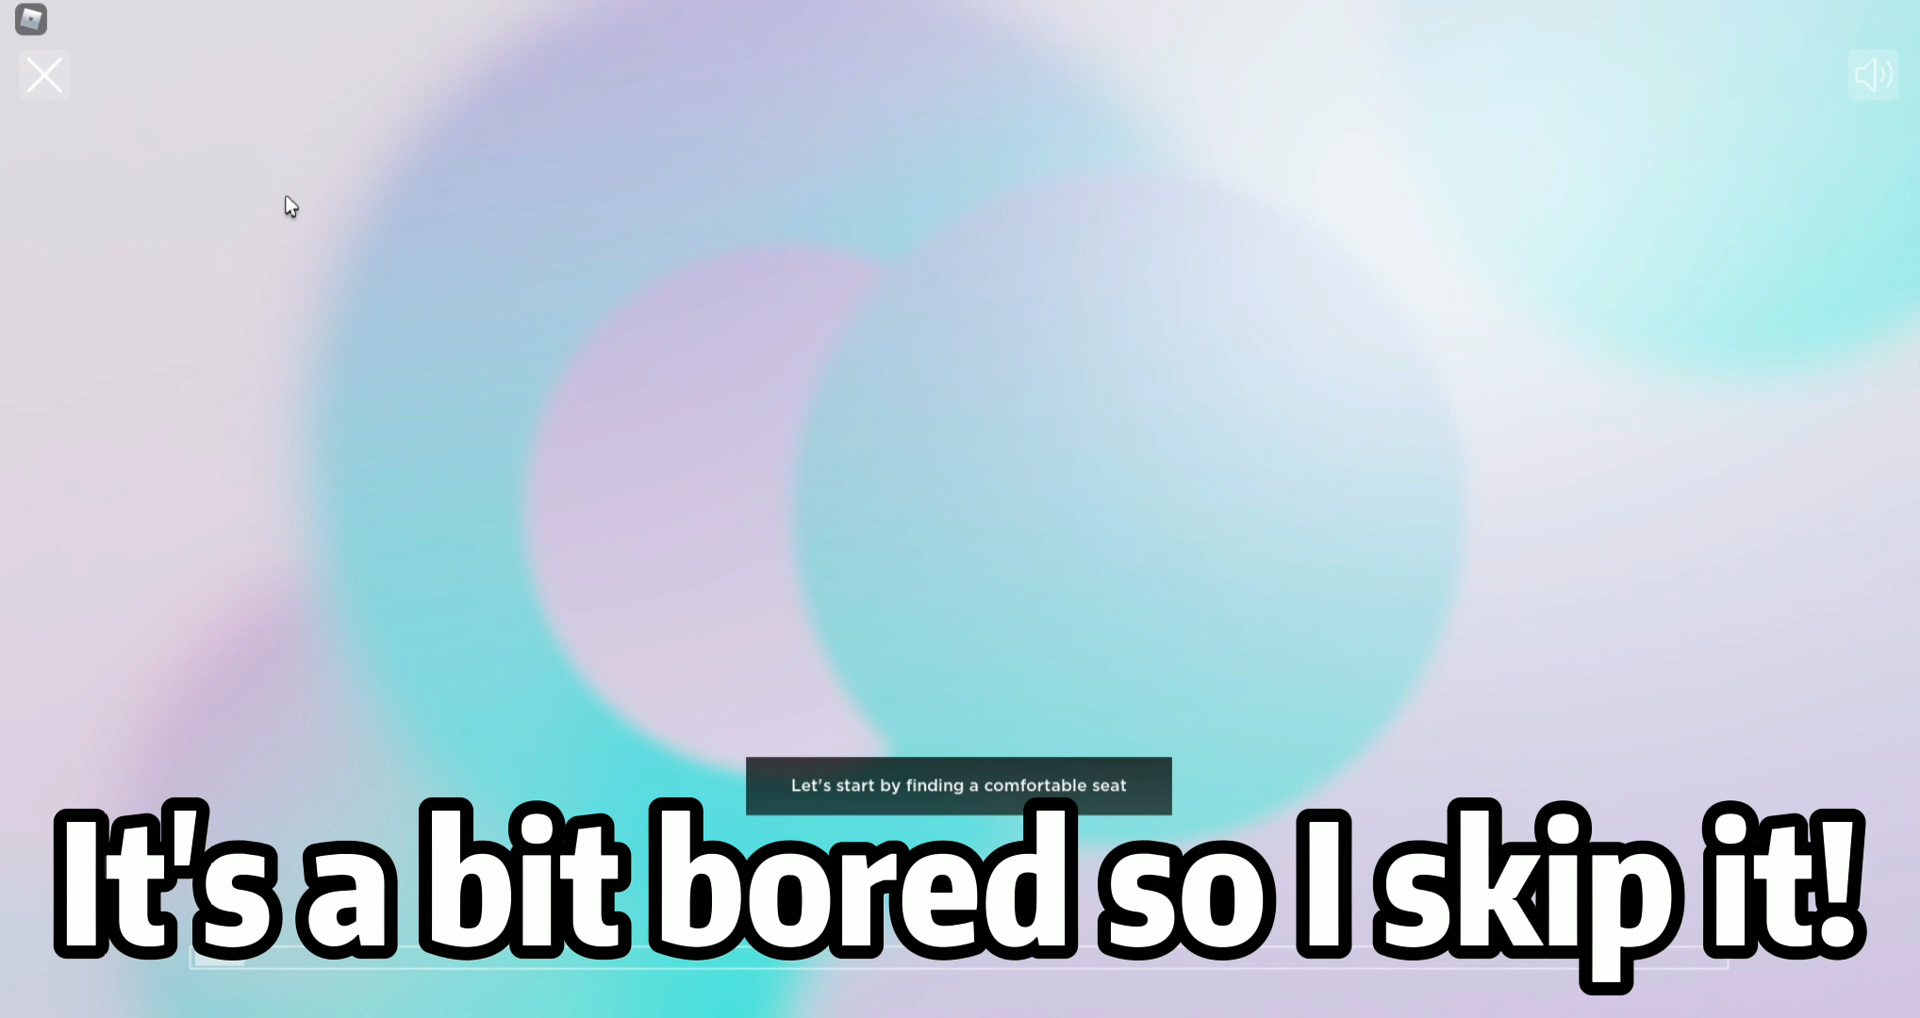 Let's start by finding a comfortable seat
It's a bit bored so I skip it!